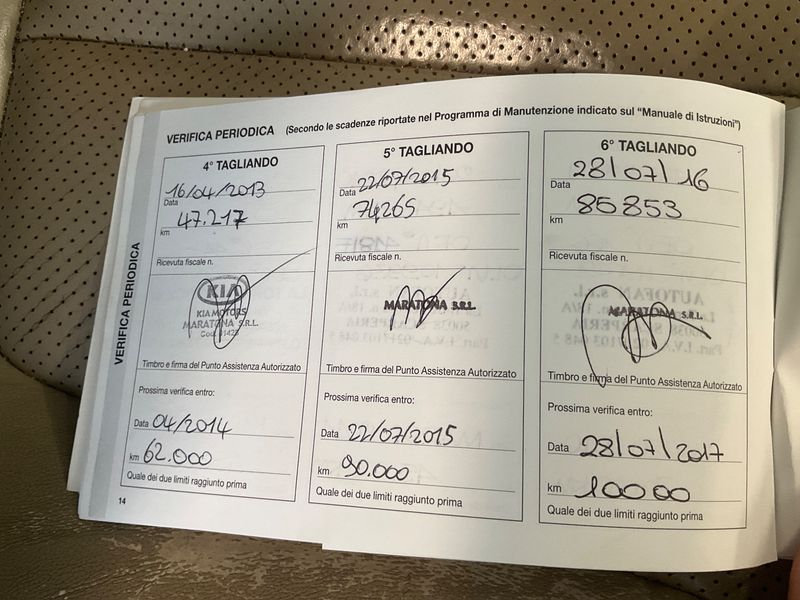 VERIFICA PERIODICA (Secondo le scadenze riportate nel Programma di Manutenzione indicato sul "Manuale di Istruzioni")
VERIFICA PERIODICA
4° TAGLIANDO
16/04/2013
Data
47.217
km
Ricevuta fiscale n.
KIA
KIA MOTORS
MARATONA S.R.L.
Timbro e firma del Punto Assistenza Autorizzato
Prossima verifica entro:
Data 04/2014
km 62.000
Quale dei due limiti raggiunto prima
14
5° TAGLIANDO
Data 22/07/2015
74265
km
Ricevuta fiscale n.
MARATONA S.R.L.
Timbro e firma del Punto Assistenza Autorizzato
Prossima verifica entro:
Data 22/07/2015
km 90.000
Quale dei due limiti raggiunto prima
6° TAGLIANDO
28/07/16
Data
85853
km
Ricevuta fiscale n.
MARATONA S.R.L.
Timbro e firma del Punto Assistenza Autorizzato
Prossima verifica entro:
Data 28/07/2017
km 10000
Quale dei due limiti raggiunto prima